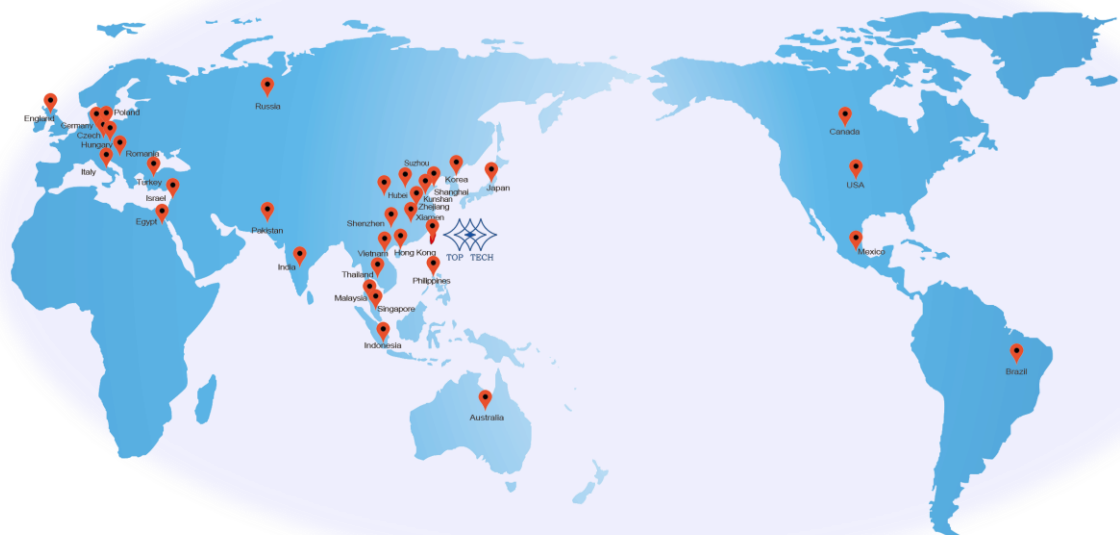 Russia
England
Poland
Germany
Czech
Hungary
Romania
Italy
Turkey
Israel
Egypt
Pakistan
India
Suzhou
Korea
Japan
Hubei
Shanghai
Kunshan
Zhejiang
Xiamen
Shenzhen
Vietnam
Hong Kong
TOP TECH
Thailand
Philippines
Malaysia
Singapore
Indonesia
Australia
Canada
USA
Mexico
Brazil